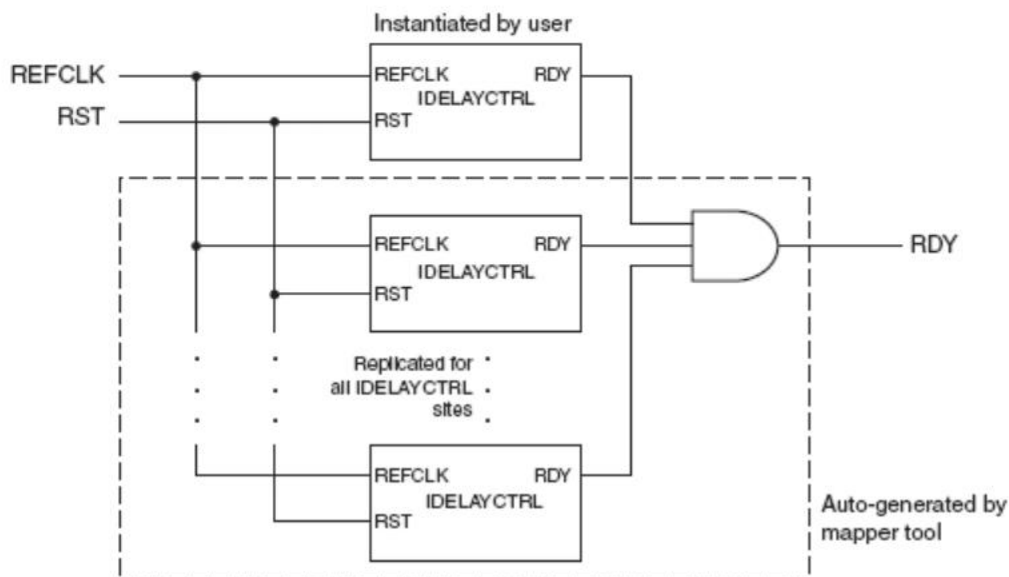 Instantiated by user
REFCLK
RST
REFCLK RDY
IDELAYCTRL
RST
REFCLK RDY
IDELAYCTRL
RST
RDY
Replicated for
all IDELAYCTRL
sites
REFCLK RDY
IDELAYCTRL
RST
Auto-generated by
mapper tool